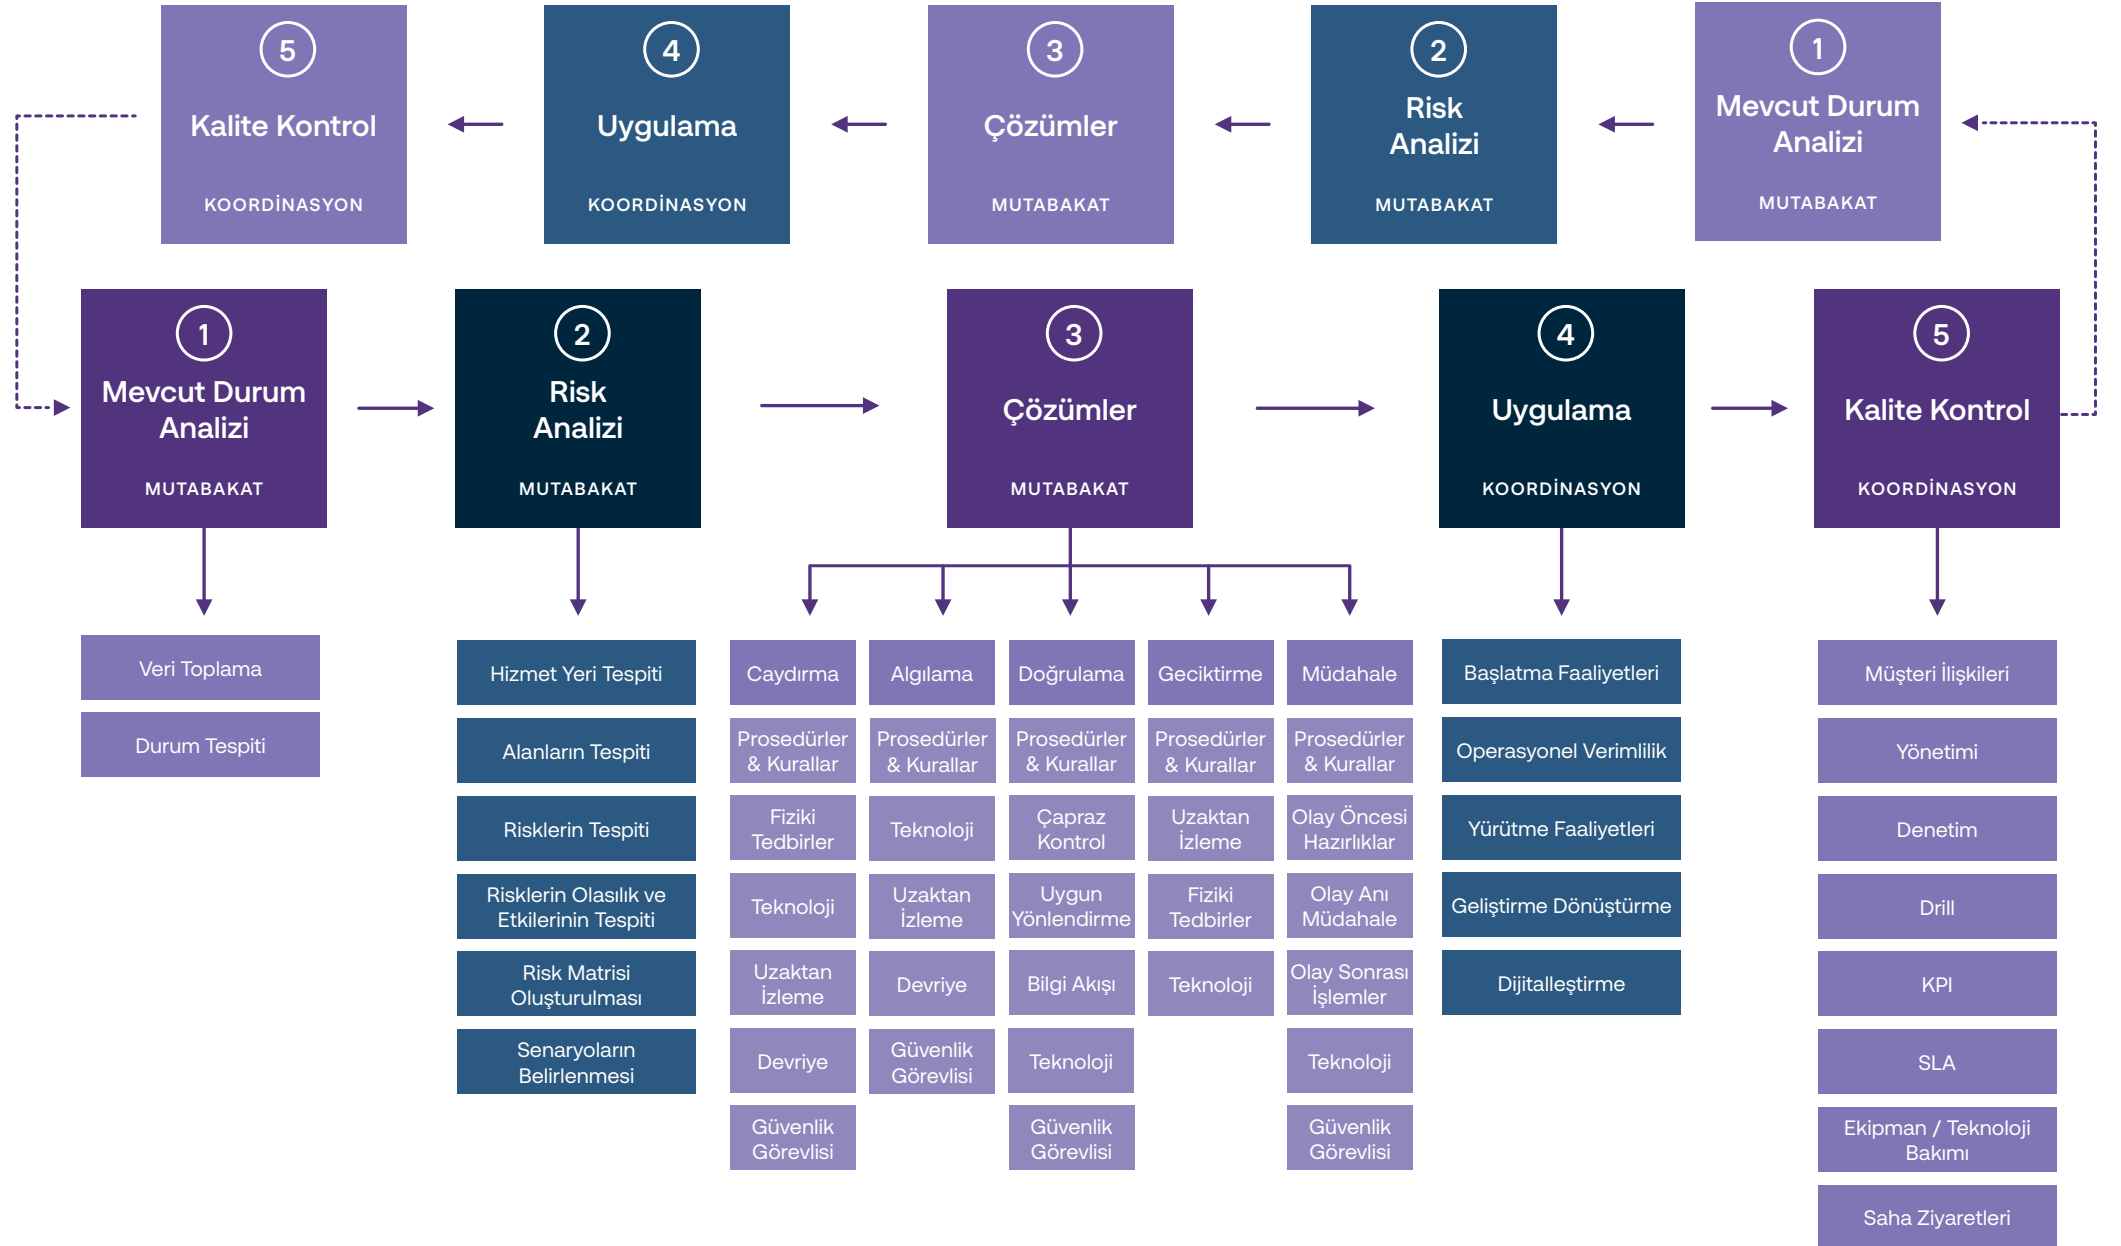 5
Kalite Kontrol
KOORDİNASYON
4
Uygulama
KOORDİNASYON
3
Çözümler
MUTABAKAT
2
Risk
Analizi
MUTABAKAT
1
Mevcut Durum
Analizi
MUTABAKAT
1
Mevcut Durum
Analizi
MUTABAKAT
2
Risk
Analizi
MUTABAKAT
3
Çözümler
MUTABAKAT
4
Uygulama
KOORDİNASYON
5
Kalite Kontrol
KOORDİNASYON
Veri Toplama
Durum Tespiti
Hizmet Yeri Tespiti
Alanların Tespiti
Risklerin Tespiti
Risklerin Olasılık ve
Etkilerinin Tespiti
Risk Matrisi
Oluşturulması
Senaryoların
Belirlenmesi
Caydırma
Prosedürler
& Kurallar
Fiziki
Tedbirler
Teknoloji
Uzaktan
İzleme
Devriye
Güvenlik
Görevlisi
Algılama
Prosedürler
& Kurallar
Teknoloji
Uzaktan
İzleme
Devriye
Güvenlik
Görevlisi
Doğrulama
Prosedürler
& Kurallar
Çapraz
Kontrol
Uygun
Yönlendirme
Bilgi Akışı
Teknoloji
Güvenlik
Görevlisi
Geciktirme
Prosedürler
& Kurallar
Uzaktan
İzleme
Fiziki
Tedbirler
Teknoloji
Müdahale
Prosedürler
& Kurallar
Olay Öncesi
Hazırlıklar
Olay Anı
Müdahale
Olay Sonrası
İşlemler
Teknoloji
Güvenlik
Görevlisi
Başlatma Faaliyetleri
Operasyonel Verimlilik
Yürütme Faaliyetleri
Geliştirme Dönüştürme
Dijitalleştirme
Müşteri İlişkileri
Yönetimi
Denetim
Drill
KPI
SLA
Ekipman / Teknoloji
Bakımı
Saha Ziyaretleri